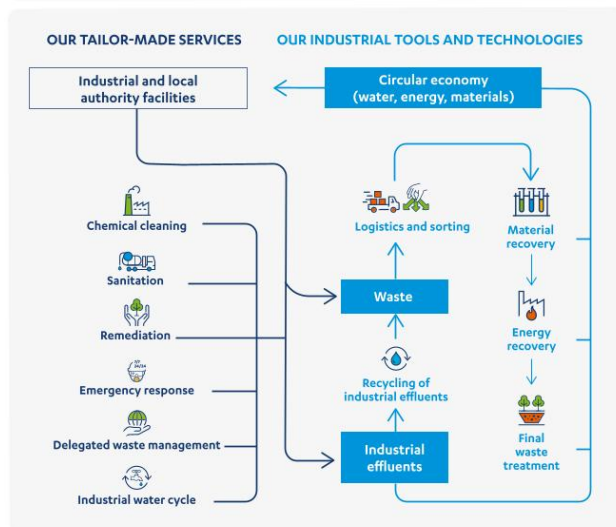 OUR TAILOR-MADE SERVICES
OUR INDUSTRIAL TOOLS AND TECHNOLOGIES
Industrial and local
authority facilities
Circular economy
(water, energy, materials)
Chemical cleaning
Sanitation
Remediation
Emergency response
Delegated waste management
Industrial water cycle
Logistics and sorting
Waste
Recycling of
industrial effluents
Industrial
effluents
Material
recovery
Energy
recovery
Final
waste
treatment